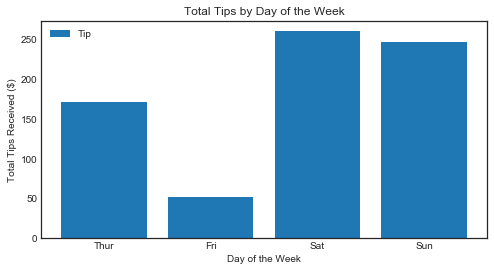 Total Tips by Day of the Week
Tip
Total Tips Received ($)
250
200
150
100
50
0
Thur Fri Sat Sun
Day of the Week